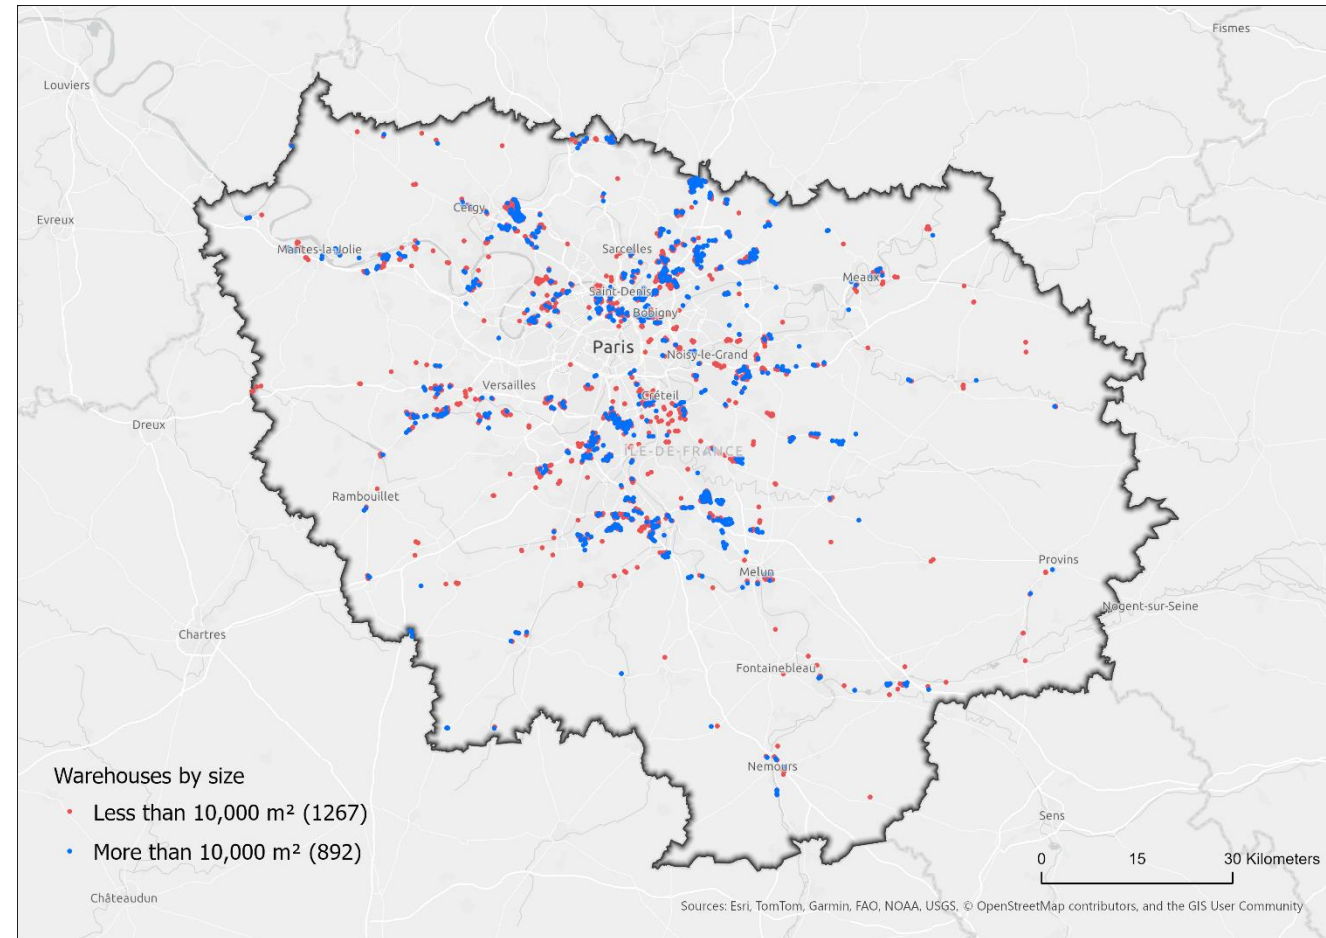 Fismes
Louviers
Evreux
Cergy
Mantes-la-Jolie
Sarcelles
Meaux
Saint-Denis
Bobigny
Paris
Noisy-le-Grand
Versailles
Créteil
Dreux
ÎLE-DE-FRANCE
Rambouillet
Provins
Melun
Nogent-sur-Seine
Chartres
Fontainebleau
Nemours
Warehouses by size
Less than 10,000 m² (1267)
More than 10,000 m² (892)
Sens
0 15 30 Kilometers
Châteaudun
Sources: Esri, TomTom, Garmin, FAO, NOAA, USGS, © OpenStreetMap contributors, and the GIS User Community